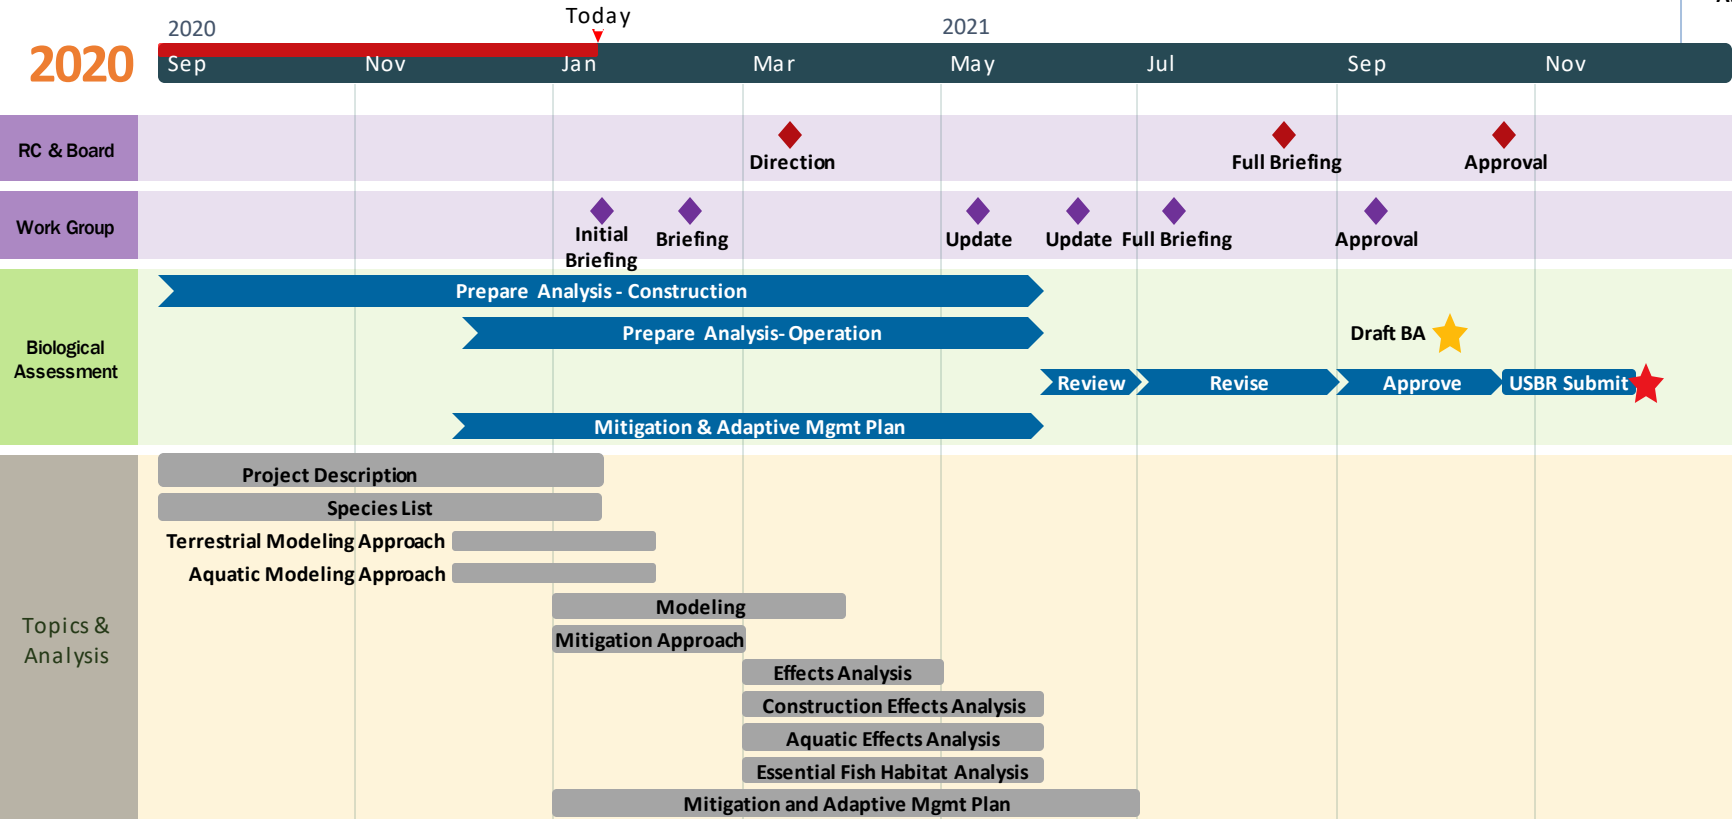 Today
2020
2021
2020
Sep Nov Jan Mar May Jul Sep Nov
RC & Board
Direction
Full Briefing
Approval
Work Group
Initial
Briefing
Briefing
Update
Update
Full Briefing
Approval
Biological
Assessment
Prepare Analysis - Construction
Prepare Analysis- Operation
Draft BA
Review
Revise
Approve
USBR Submit
Mitigation & Adaptive Mgmt Plan
Topics &
Analysis
Project Description
Species List
Terrestrial Modeling Approach
Aquatic Modeling Approach
Modeling
Mitigation Approach
Effects Analysis
Construction Effects Analysis
Aquatic Effects Analysis
Essential Fish Habitat Analysis
Mitigation and Adaptive Mgmt Plan